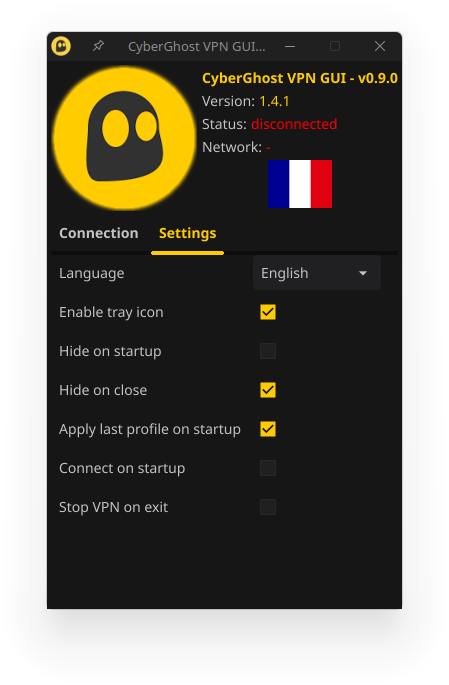 CyberGhost VPN GUI...
CyberGhost VPN GUI - v0.9.0
Version: 1.4.1
Status: disconnected
Network: -
Connection Settings
Language English
Enable tray icon
Hide on startup
Hide on close
Apply last profile on startup
Connect on startup
Stop VPN on exit